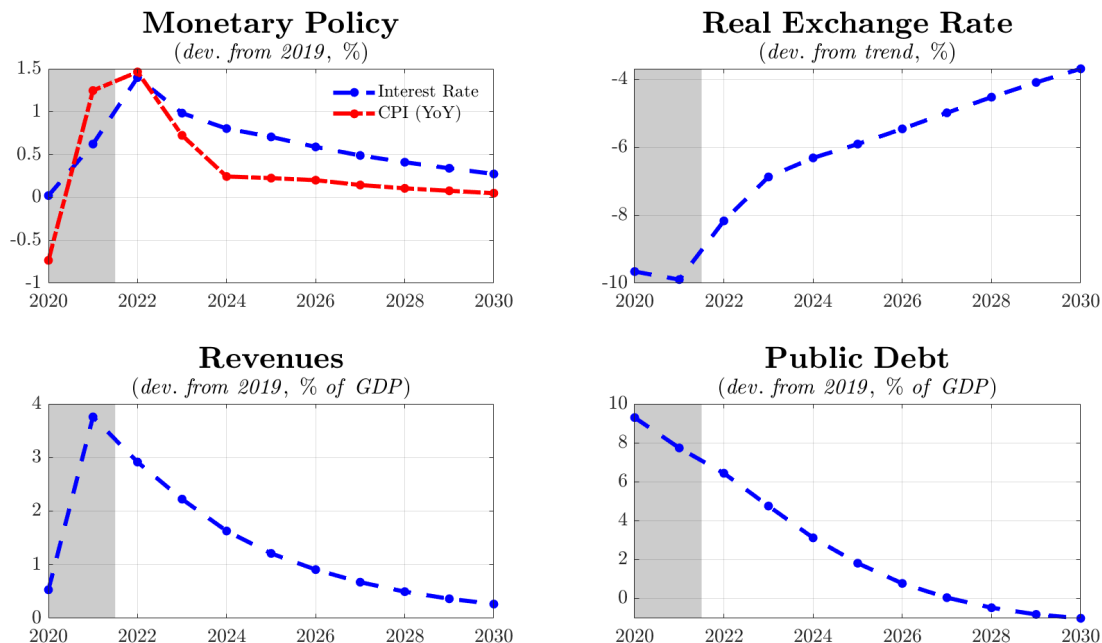 Monetary Policy
(dev. from 2019, %)
1.5
1
0.5
0
-0.5
-1
Interest Rate
CPI (YoY)
2020 2022 2024 2026 2028 2030
Real Exchange Rate
(dev. from trend, %)
-4
-6
-8
-10
2020 2022 2024 2026 2028 2030
Revenues
(dev. from 2019, % of GDP)
4
3
2
1
0
2020 2022 2024 2026 2028 2030
Public Debt
(dev. from 2019, % of GDP)
10
8
6
4
2
0
2020 2022 2024 2026 2028 2030